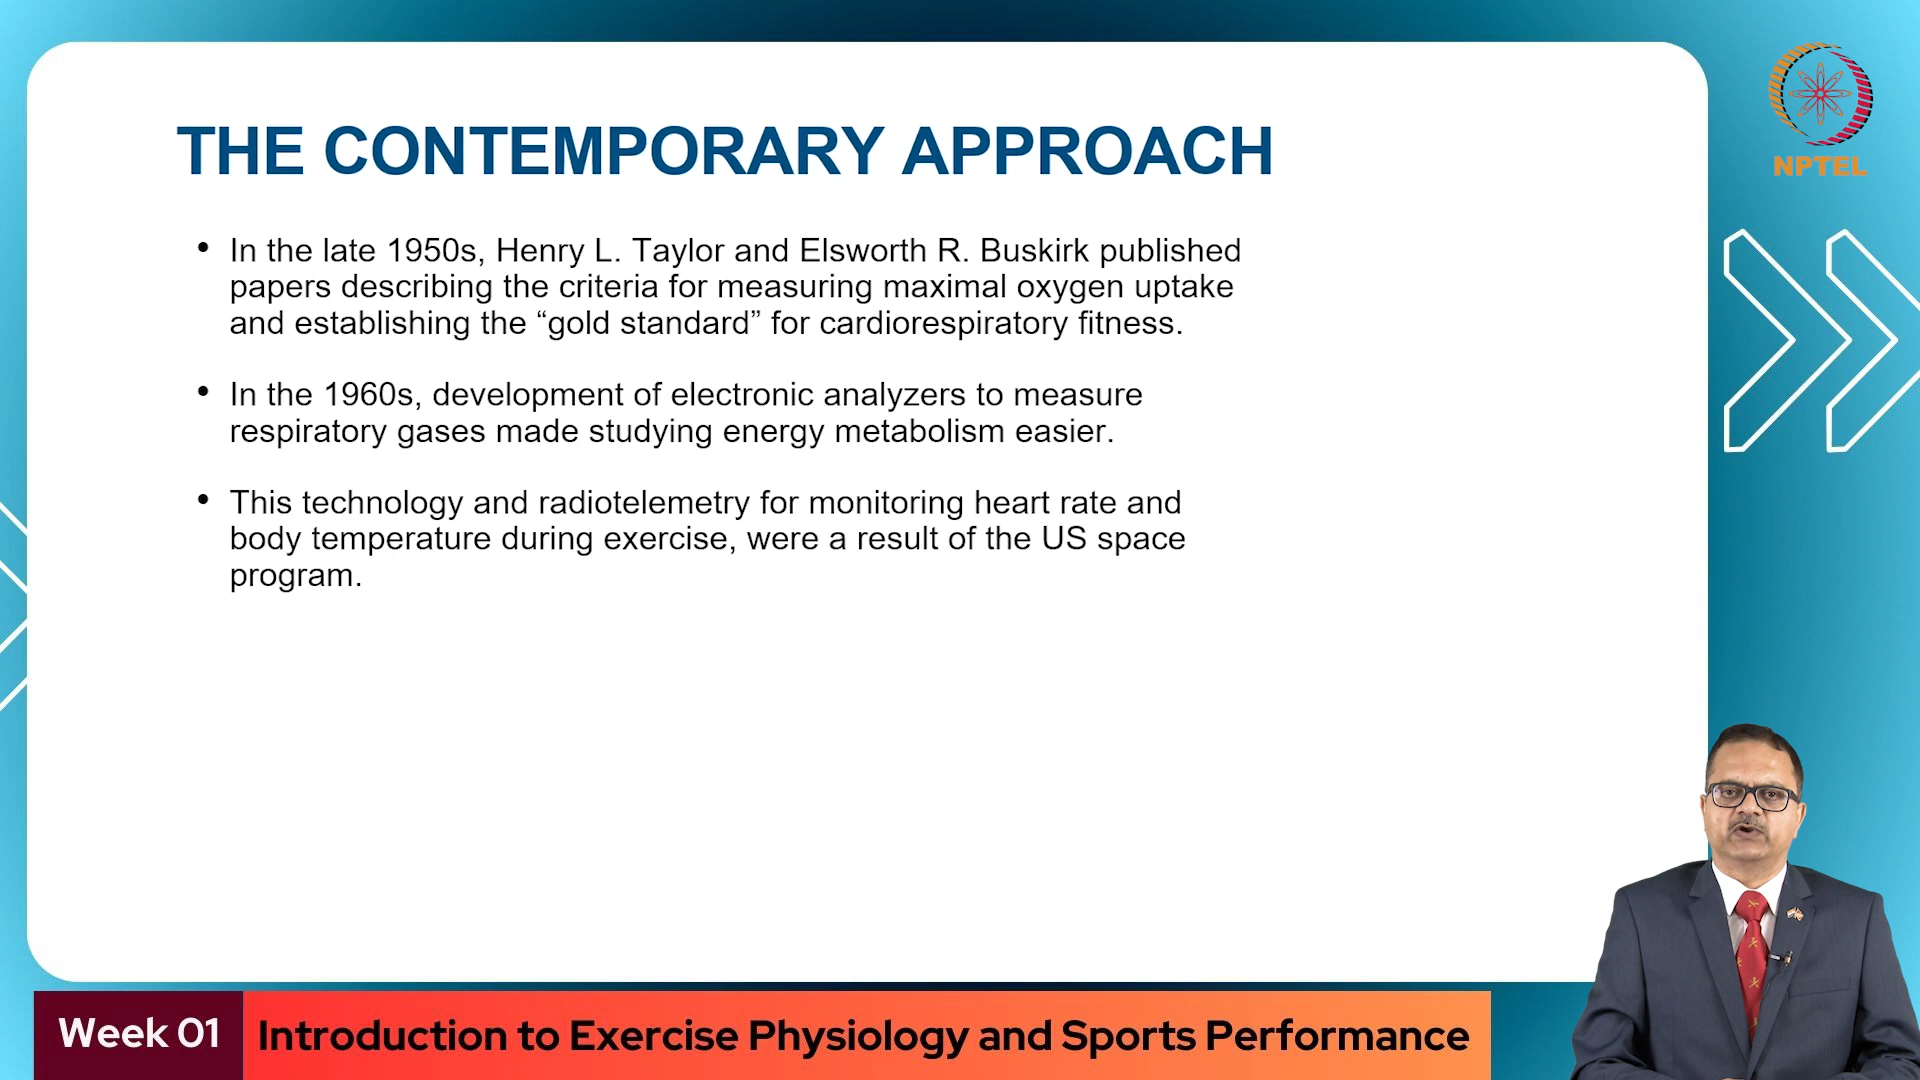 THE CONTEMPORARY APPROACH
NPTEL
• In the late 1950s, Henry L. Taylor and Elsworth R. Buskirk published
papers describing the criteria for measuring maximal oxygen uptake
and establishing the “gold standard” for cardiorespiratory fitness.
• In the 1960s, development of electronic analyzers to measure
respiratory gases made studying energy metabolism easier.
• This technology and radiotelemetry for monitoring heart rate and
body temperature during exercise, were a result of the US space
program.
Week 01
Introduction to Exercise Physiology and Sports Performance